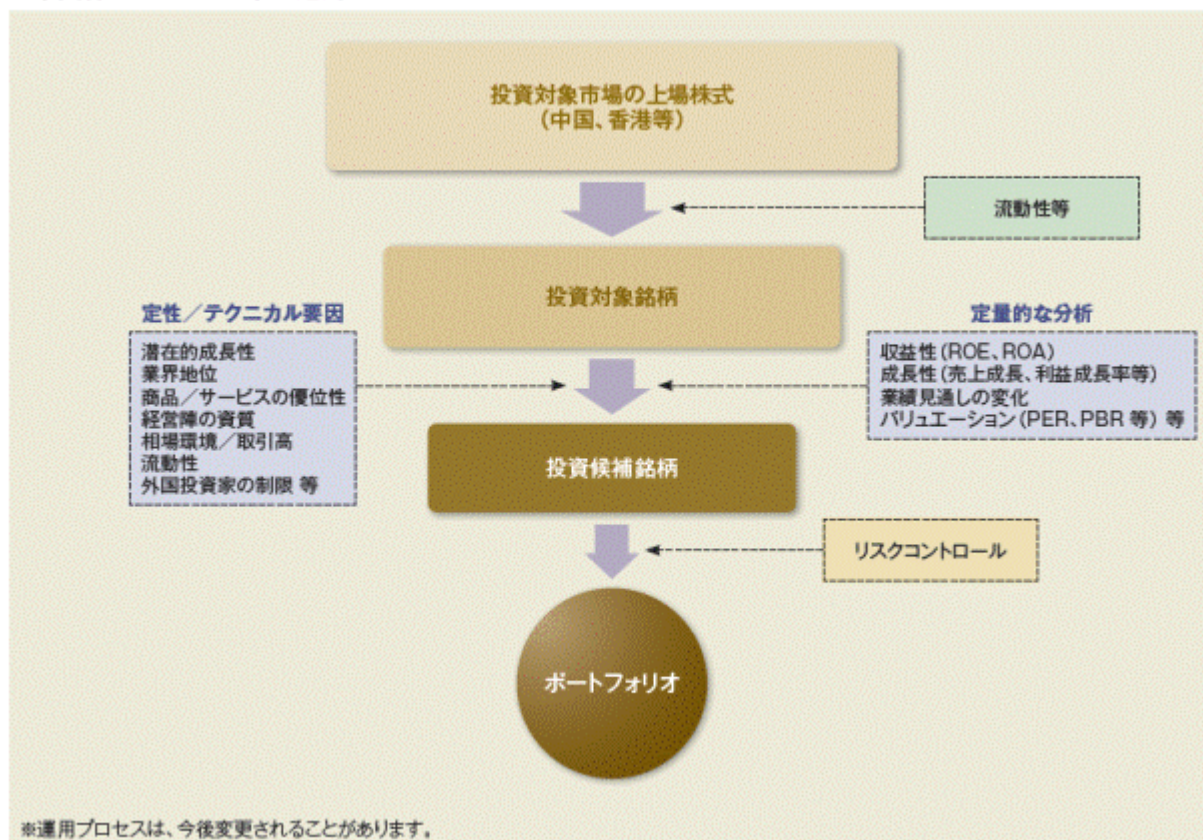 投資対象市場の上場株式
(中国、香港等)
流動性等
投資対象銘柄
定性／テクニカル要因
潜在的成長性
業界地位
商品／サービスの優位性
経営陣の資質
相場環境／取引高
流動性
外国投資家の制限 等
定量的な分析
収益性(ROE、ROA)
成長性(売上成長、利益成長率等)
業績見通しの変化
バリュエーション(PER、PBR 等) 等
投資候補銘柄
リスクコントロール
ポートフォリオ
※運用プロセスは、今後変更されることがあります。